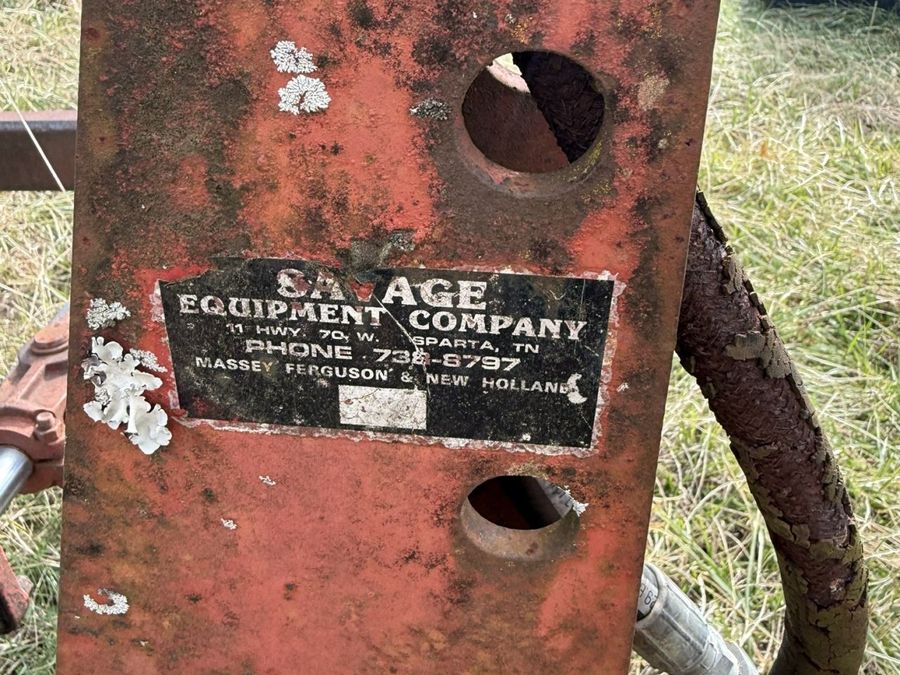 SAVAGE
EQUIPMENT COMPANY
11 HWY. 70, W. SPARTA, TN
PHONE 738-8797
MASSEY FERGUSON & NEW HOLLAND